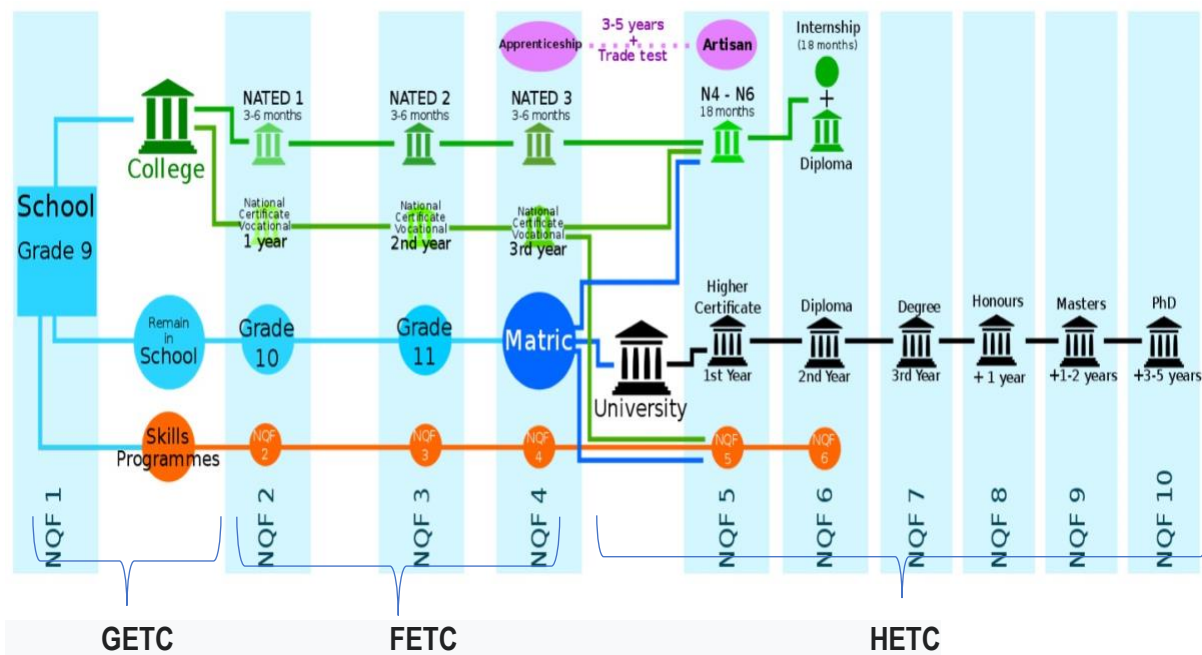 3-5 years
+
Trade test
Apprenticeship
Artisan
Internship
(18 months)
+
Diploma
NATED 1
3-6 months
NATED 2
3-6 months
NATED 3
3-6 months
N4 - N6
18 months
College
School
Grade 9
National
Certificate
Vocational
1 year
National
Certificate
Vocational
2nd year
National
Certificate
Vocational
3rd year
Remain
in
School
Grade
10
Grade
11
Matric
University
Higher
Certificate
1st Year
Diploma
2nd Year
Degree
3rd Year
Honours
+ 1 year
Masters
+1-2 years
PhD
+3-5 years
Skills
Programmes
NQF
2
NQF
3
NQF
4
NQF
5
NQF
6
NQF 1
NQF 2
NQF 3
NQF 4
NQF 5
NQF 6
NQF 7
NQF 8
NQF 9
NQF 10
GETC
FETC
HETC